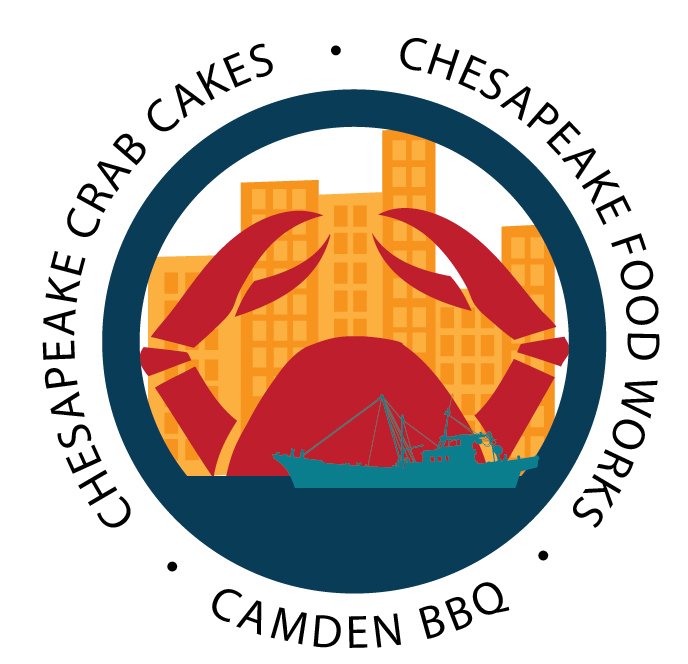 CHESAPEAKE CRAB CAKES
CHESAPEAKE FOOD WORKS
CAMDEN BBQ